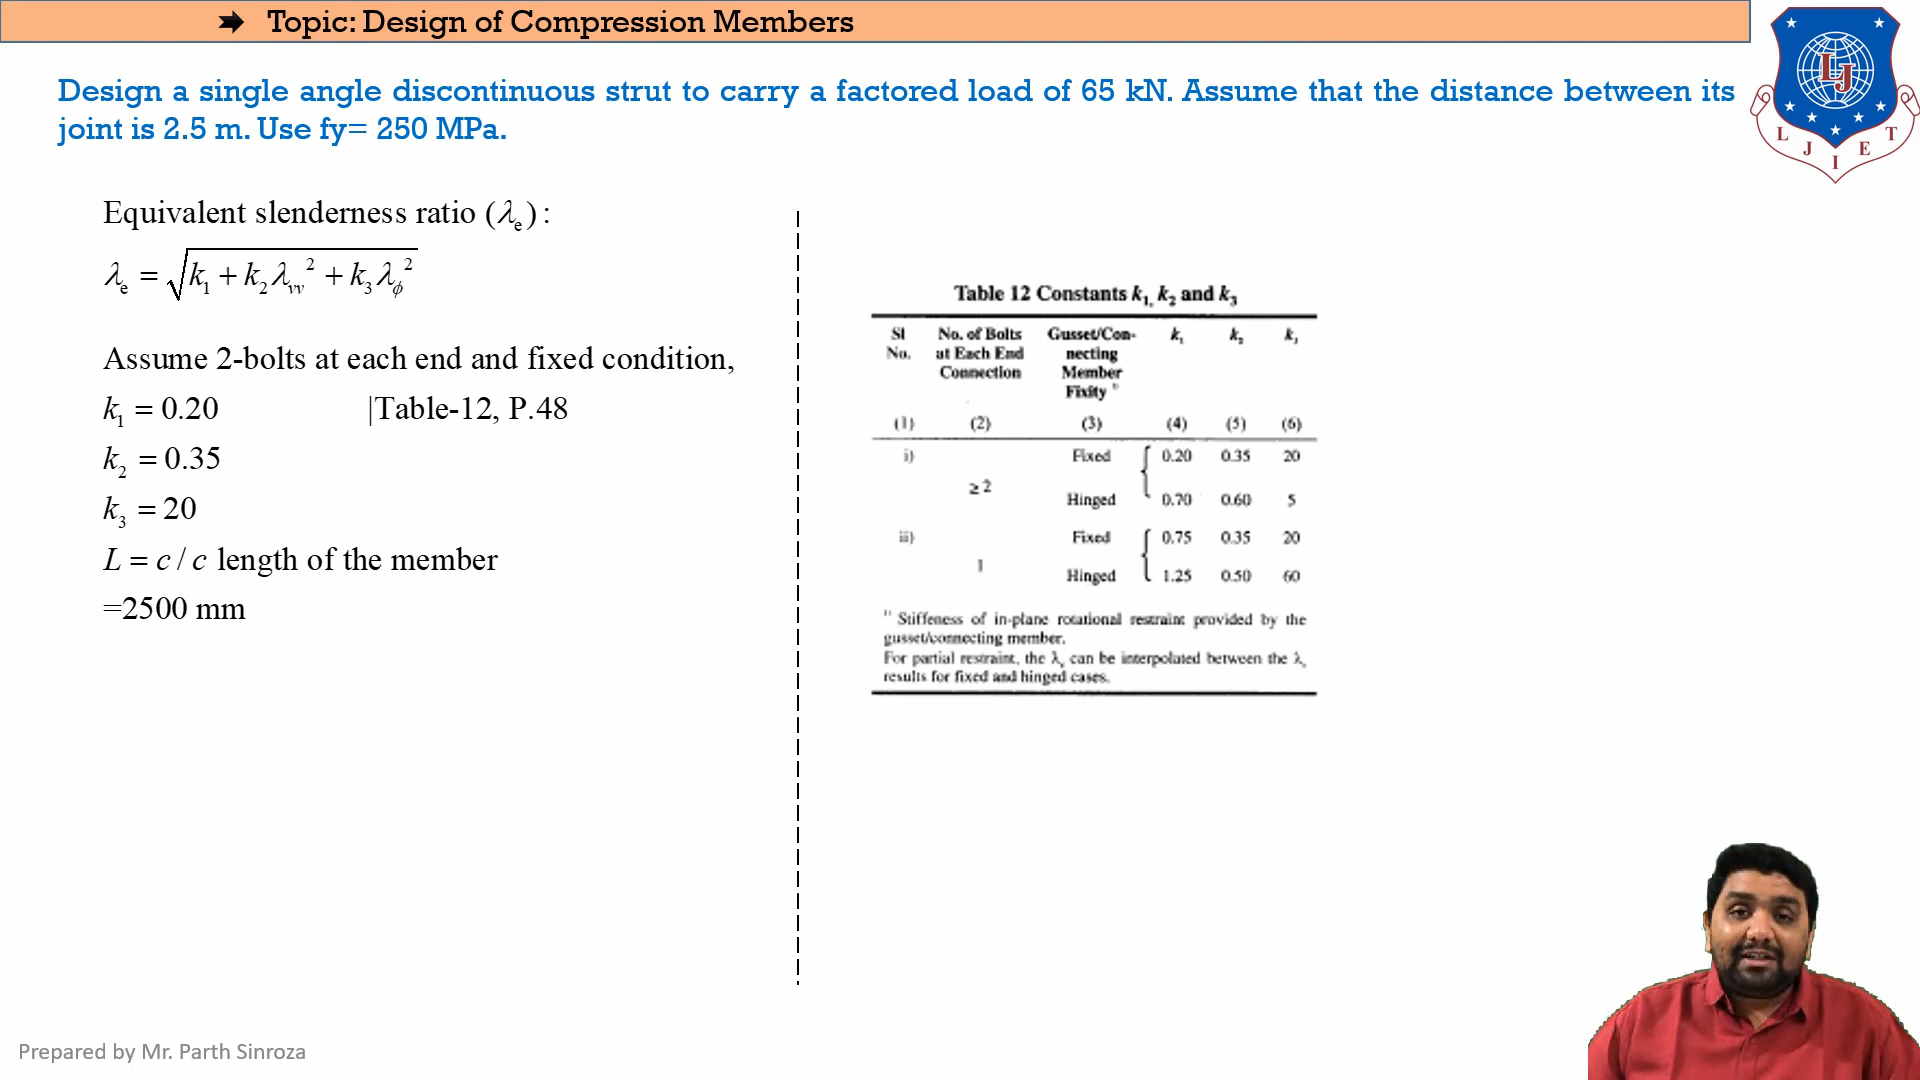 ➡ Topic: Design of Compression Members
Design a single angle discontinuous strut to carry a factored load of 65 kN. Assume that the distance between its
joint is 2.5 m. Use fy= 250 MPa.
L J I E T
LJ
Equivalent slenderness ratio (λe) :
λe = √(k1 + k2λvv² + k3λϕ²)
Assume 2-bolts at each end and fixed condition,
k1 = 0.20 |Table-12, P.48
k2 = 0.35
k3 = 20
L = c / c length of the member
=2500 mm
Table 12 Constants k1, k2 and k3
Sl No. of Bolts Gusset/Con- k1 k2 k3
No. at Each End necting
Connection Member
Fixity 1)
(1) (2) (3) (4) (5) (6)
i) Fixed { 0.20 0.35 20
≥ 2
Hinged 0.70 0.60 5
ii) Fixed { 0.75 0.35 20
1
Hinged 1.25 0.50 60
1) Stiffeness of in-plane rotational restraint provided by the
gusset/connecting member.
For partial restraint, the λe can be interpolated between the λe
results for fixed and hinged cases.
Prepared by Mr. Parth Sinroza